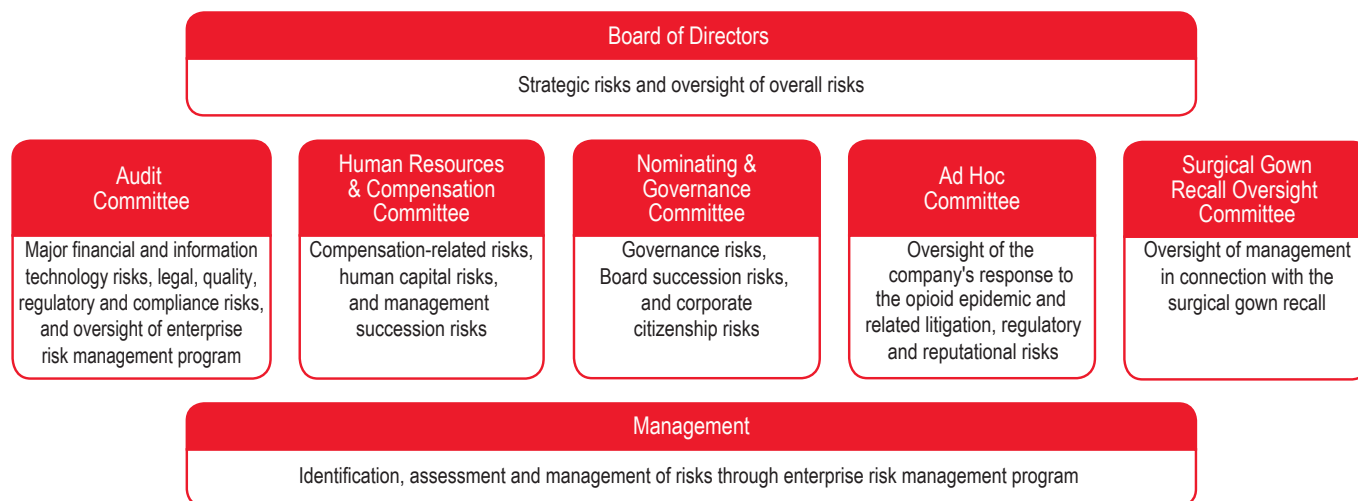 Board of Directors
Strategic risks and oversight of overall risks
Audit
Committee
Major financial and information
technology risks, legal, quality,
regulatory and compliance risks,
and oversight of enterprise
risk management program
Human Resources
& Compensation
Committee
Compensation-related risks,
human capital risks,
and management
succession risks
Nominating &
Governance
Committee
Governance risks,
Board succession risks,
and corporate
citizenship risks
Ad Hoc
Committee
Oversight of the
company's response to
the opioid epidemic and
related litigation, regulatory
and reputational risks
Surgical Gown
Recall Oversight
Committee
Oversight of management
in connection with the
surgical gown recall
Management
Identification, assessment and management of risks through enterprise risk management program